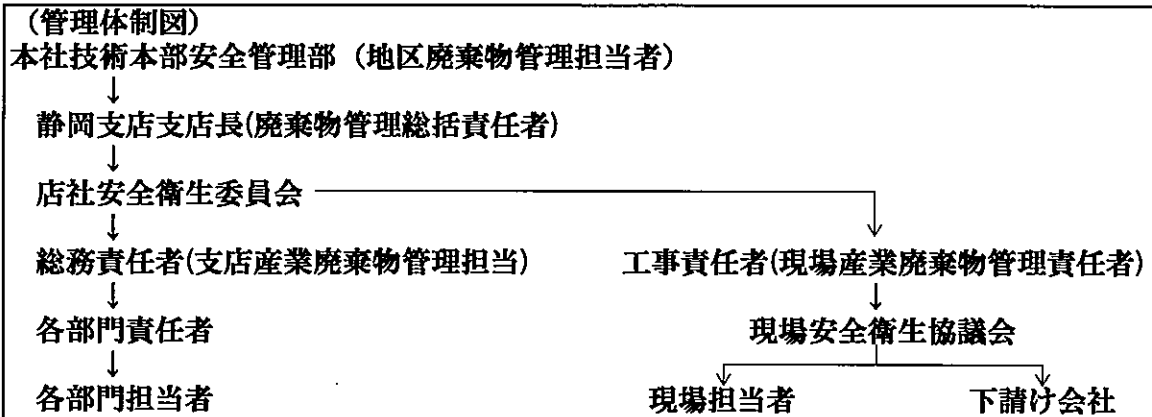 （管理体制図）
本社技術本部安全管理部（地区廃棄物管理担当者）
↓
静岡支店支店長(廃棄物管理総括責任者)
↓
店社安全衛生委員会
↓
総務責任者(支店産業廃棄物管理担当) 工事責任者(現場産業廃棄物管理責任者)
↓ ↓
各部門責任者 現場安全衛生協議会
↓
各部門担当者 現場担当者 下請け会社